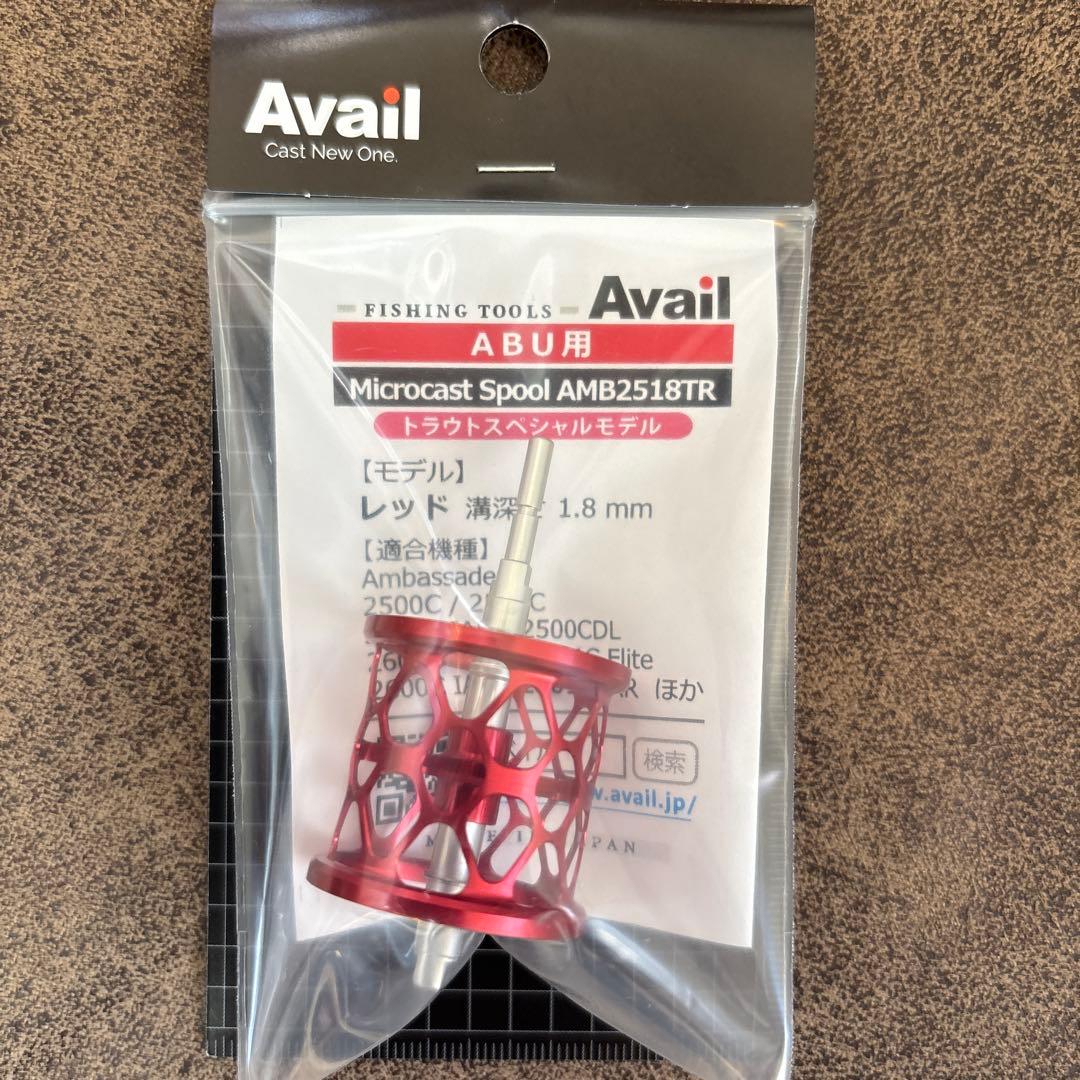 Avail
Cast New One.
FISHING TOOLS Avail
ABU用
Microcast Spool AMB2518TR
トラウトスペシャルモデル
【モデル】
レッド 溝深さ 1.8 mm
【適合機種】
Ambassade
2500C /
2500CDL
Elite
ほか
検索
.avail.jp/